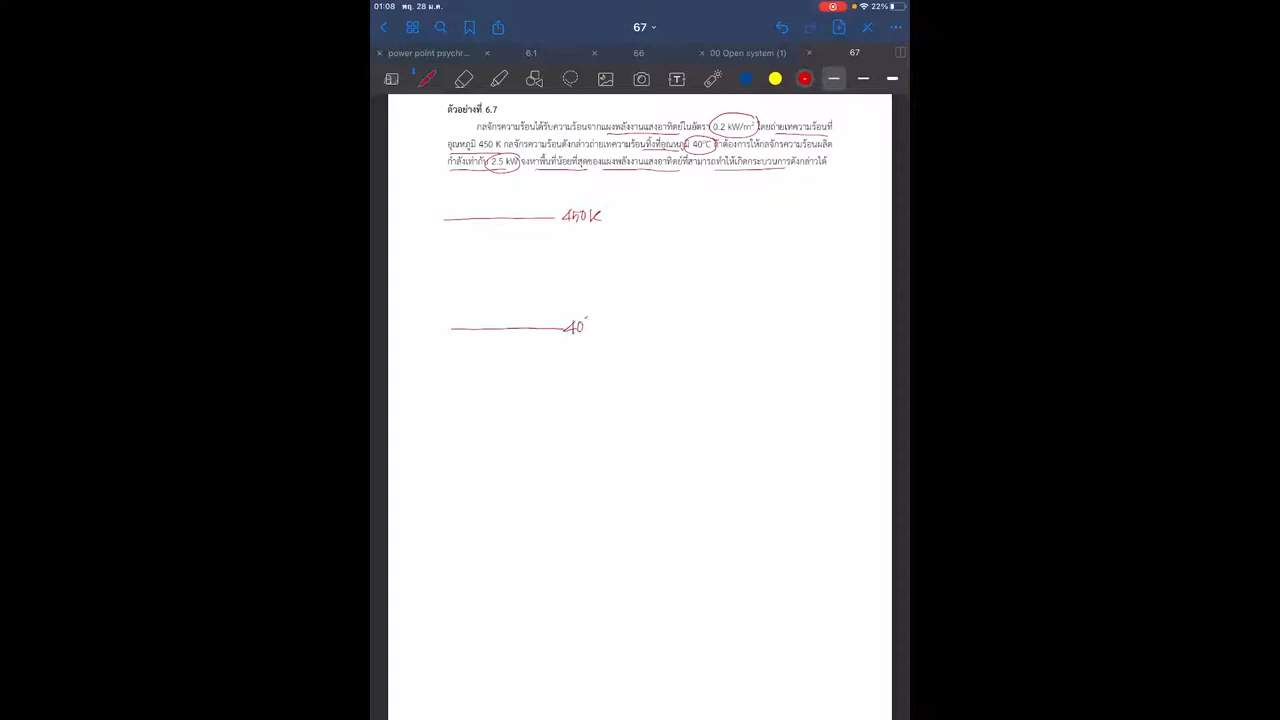 01:08 พฤ. 28 ม.ค.
22%
67
power point psychr...
6.1
66
00 Open system (1)
67
ตัวอย่างที่ 6.7
กลจักรความร้อนได้รับความร้อนจากแผงพลังงานแสงอาทิตย์ในอัตรา 0.2 kW/m² โดยถ่ายเทความร้อนที่
อุณหภูมิ 450 K กลจักรความร้อนดังกล่าวถ่ายเทความร้อนทิ้งที่อุณหภูมิ 40°C ถ้าต้องการให้กลจักรความร้อนผลิต
กำลังเท่ากับ 2.5 kW จงหาพื้นที่น้อยที่สุดของแผงพลังงานแสงอาทิตย์ที่สามารถทำให้เกิดกระบวนการดังกล่าวได้
450K
40°